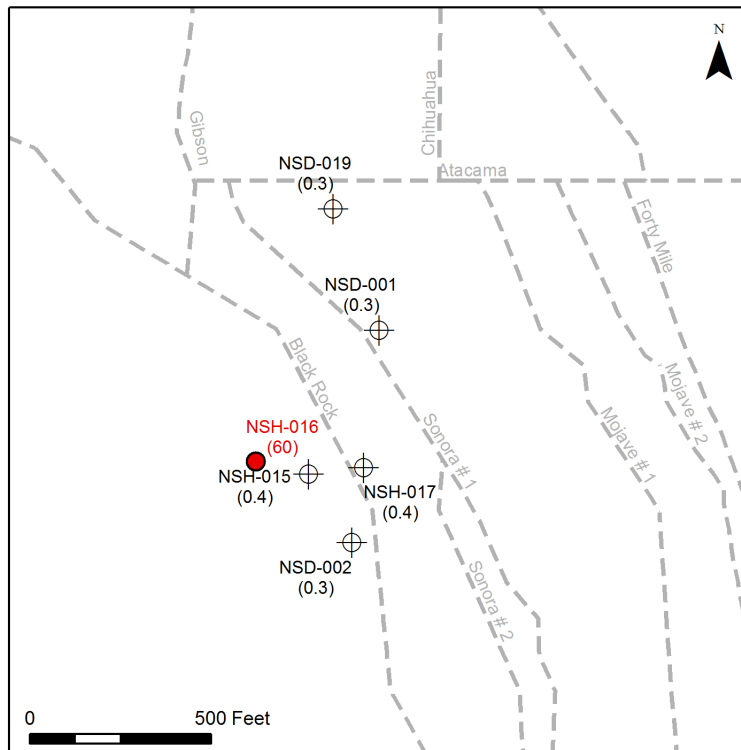 N
Gibson
Chihuahua
NSD-019
(0.3)
Atacama
Forty Mile
NSD-001
(0.3)
Black Rock
Mojave # 2
NSH-016
(60)
Sonora # 1
Mojave # 1
NSH-015
(0.4)
NSH-017
(0.4)
NSD-002
(0.3)
Sonora # 2
0 500 Feet